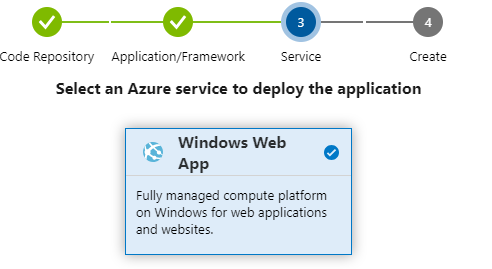 3
4
Code Repository
Application/Framework
Service
Create
Select an Azure service to deploy the application
Windows Web
App
Fully managed compute platform
on Windows for web applications
and websites.